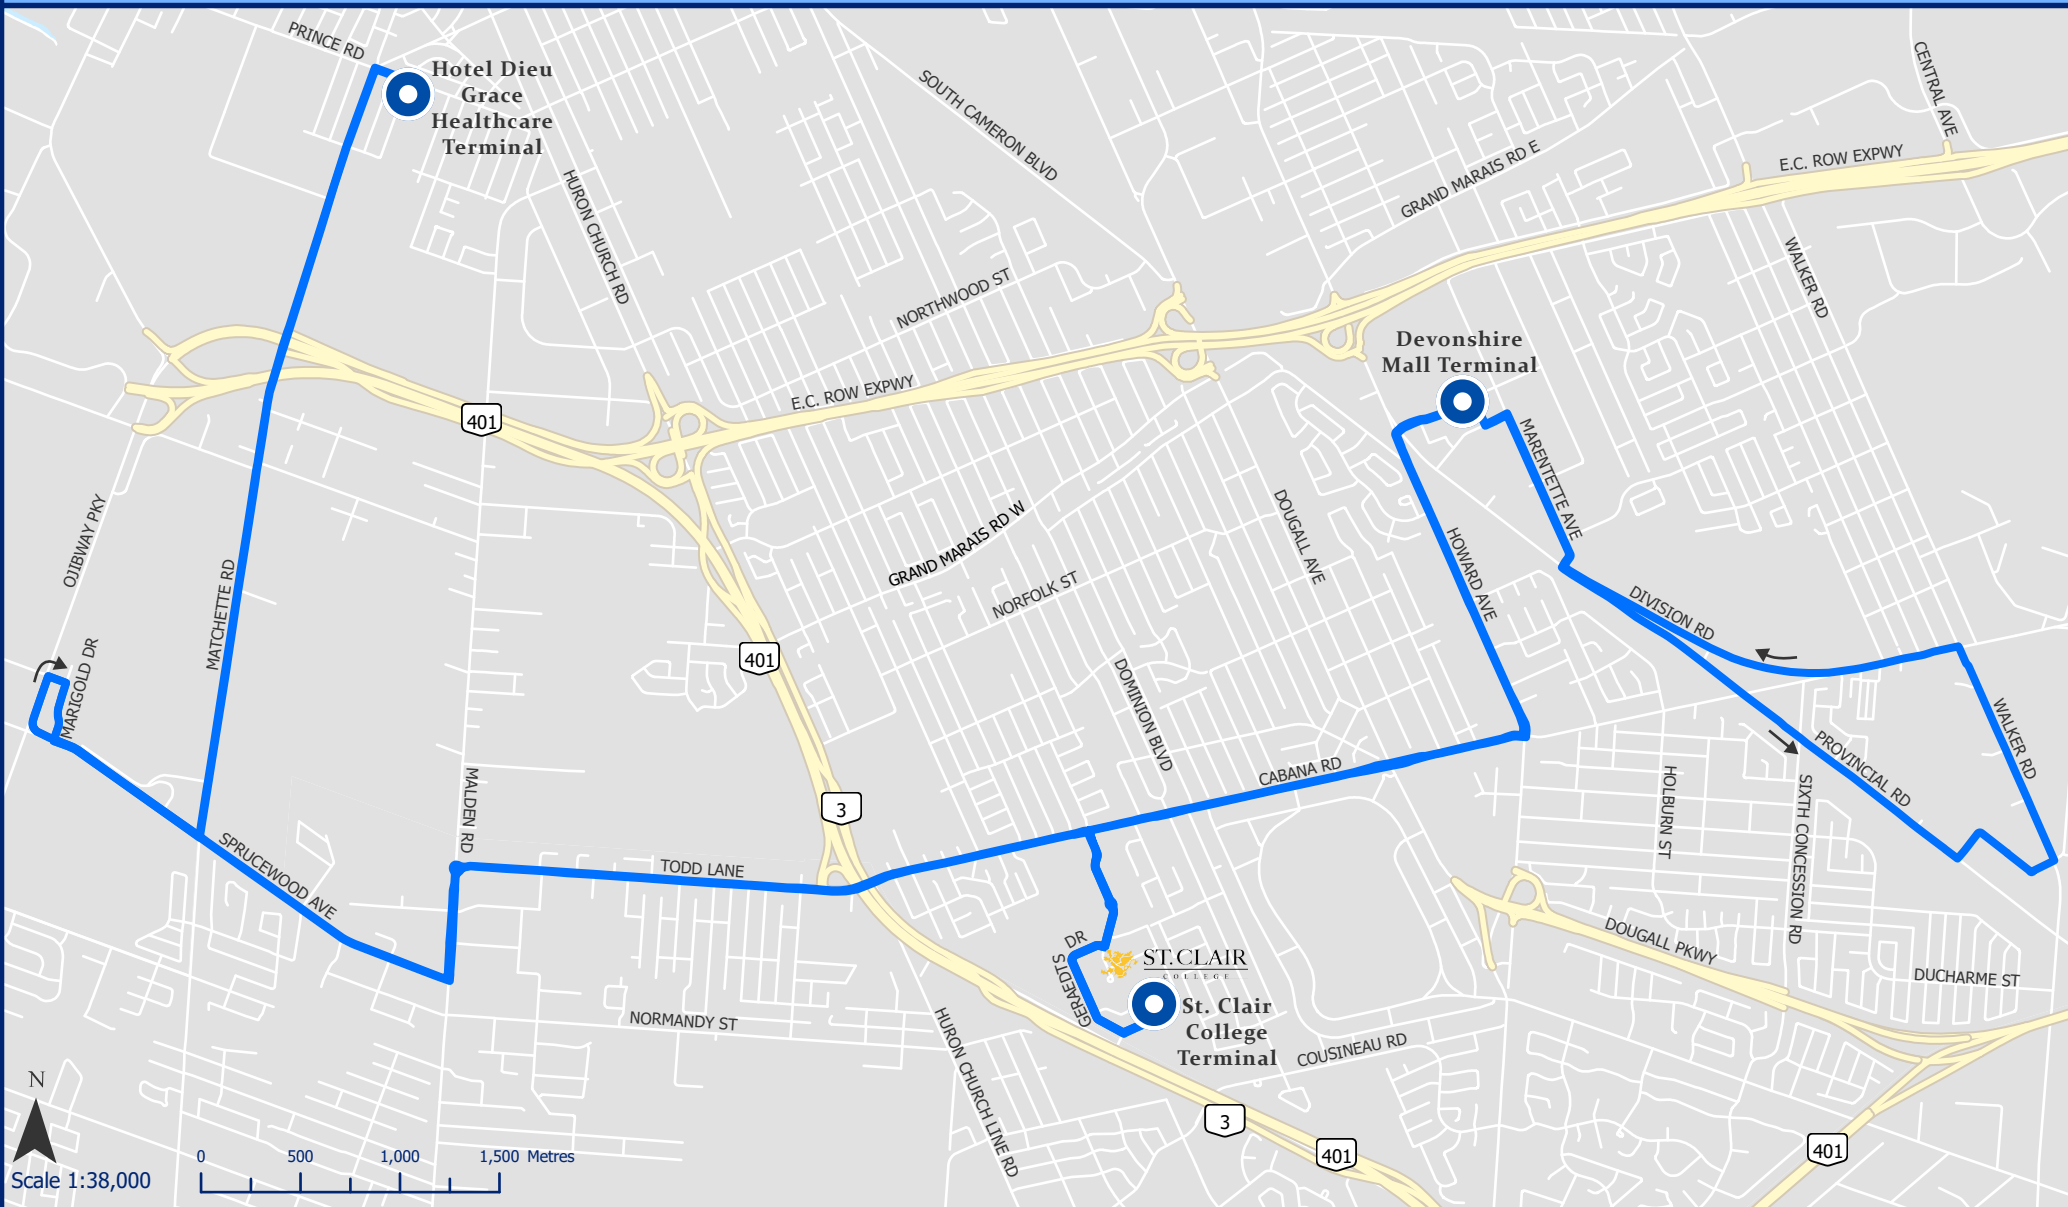 PRINCE RD
Hotel Dieu
Grace
Healthcare
Terminal
SOUTH CAMERON BLVD
CENTRAL AVE
E.C. ROW EXPWY
GRAND MARAIS RD E
HURON CHURCH RD
WALKER RD
NORTHWOOD ST
Devonshire
Mall Terminal
E.C. ROW EXPWY
401
MARENTETTE AVE
OJIBWAY PKY
GRAND MARAIS RD W
DOUGALL AVE
HOWARD AVE
NORFOLK ST
MATCHETTE RD
DIVISION RD
MARIGOLD DR
401
DOMINION BLVD
WALKER RD
CABANA RD
PROVINCIAL RD
MALDEN RD
3
HOLBURN ST
SIXTH CONCESSION RD
SPRUCEWOOD AVE
TODD LANE
DOUGALL PKWY
GERAEDTS DR
ST. CLAIR
COLLEGE
DUCHARME ST
St. Clair
College
Terminal
NORMANDY ST
COUSINEAU RD
HURON CHURCH LINE RD
N
3
401
401
0 500 1,000 1,500 Metres
Scale 1:38,000